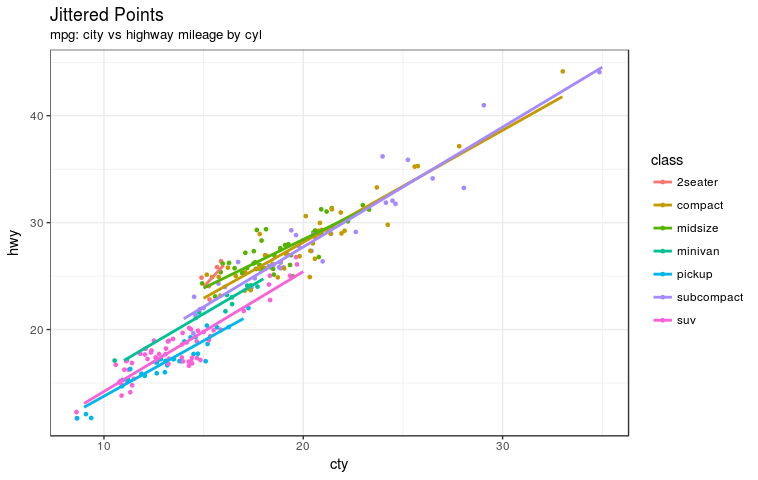 Jittered Points
mpg: city vs highway mileage by cyl
hwy
40
30
20
10
20
30
cty
class
2seater
compact
midsize
minivan
pickup
subcompact
suv